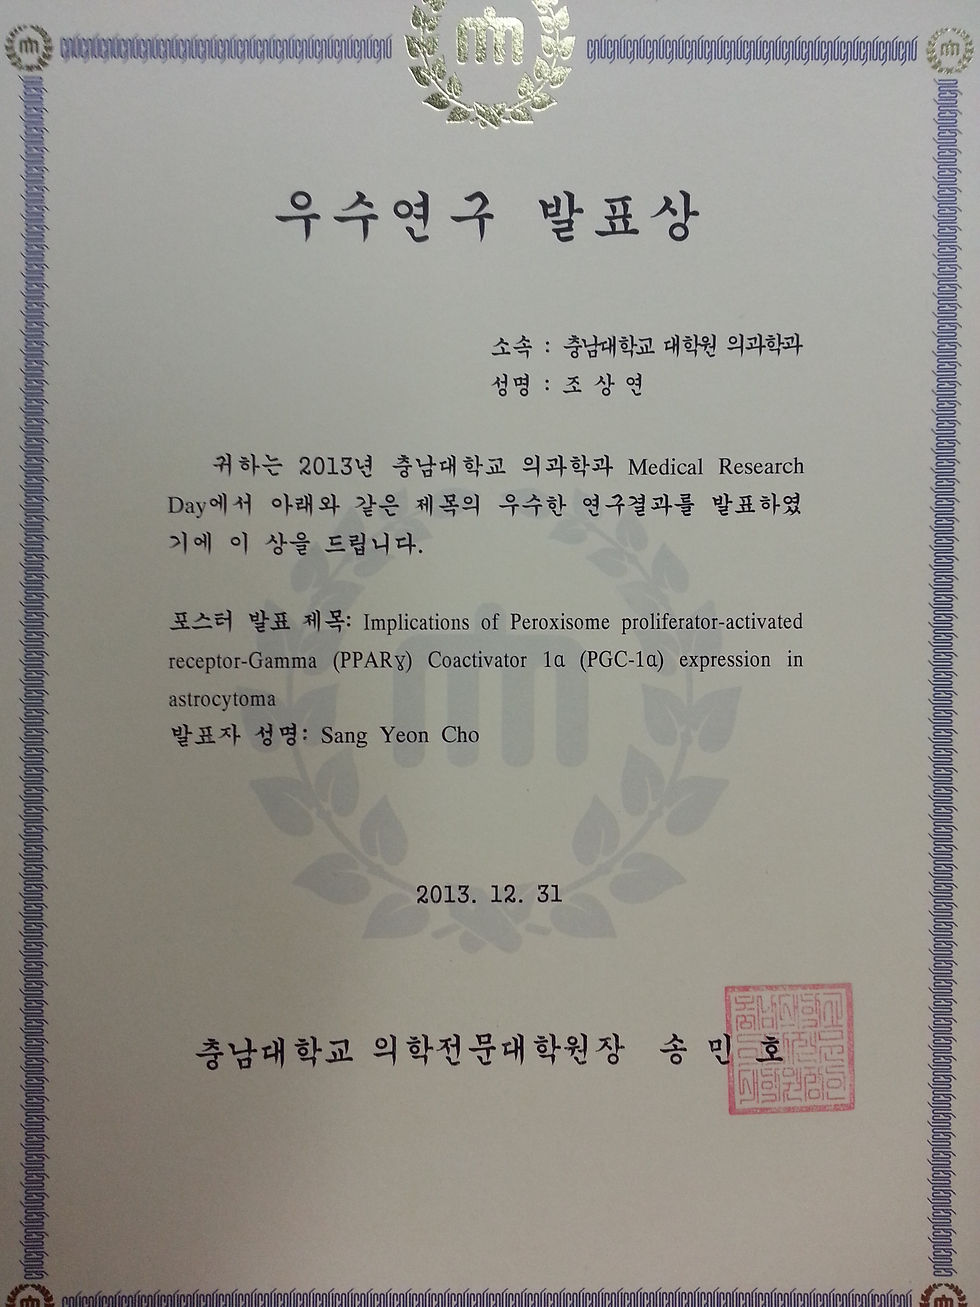 우수연구 발표상
소속 : 충남대학교 대학원 의과학과
성명 : 조 상 연
귀하는 2013년 충남대학교 의과학과 Medical Research
Day에서 아래와 같은 제목의 우수한 연구결과를 발표하였
기에 이 상을 드립니다.
포스터 발표 제목: Implications of Peroxisome proliferator-activated
receptor-Gamma (PPARɣ) Coactivator 1α (PGC-1α) expression in
astrocytoma
발표자 성명: Sang Yeon Cho
2013. 12. 31
충남대학교 의학전문대학원장 송 민 호